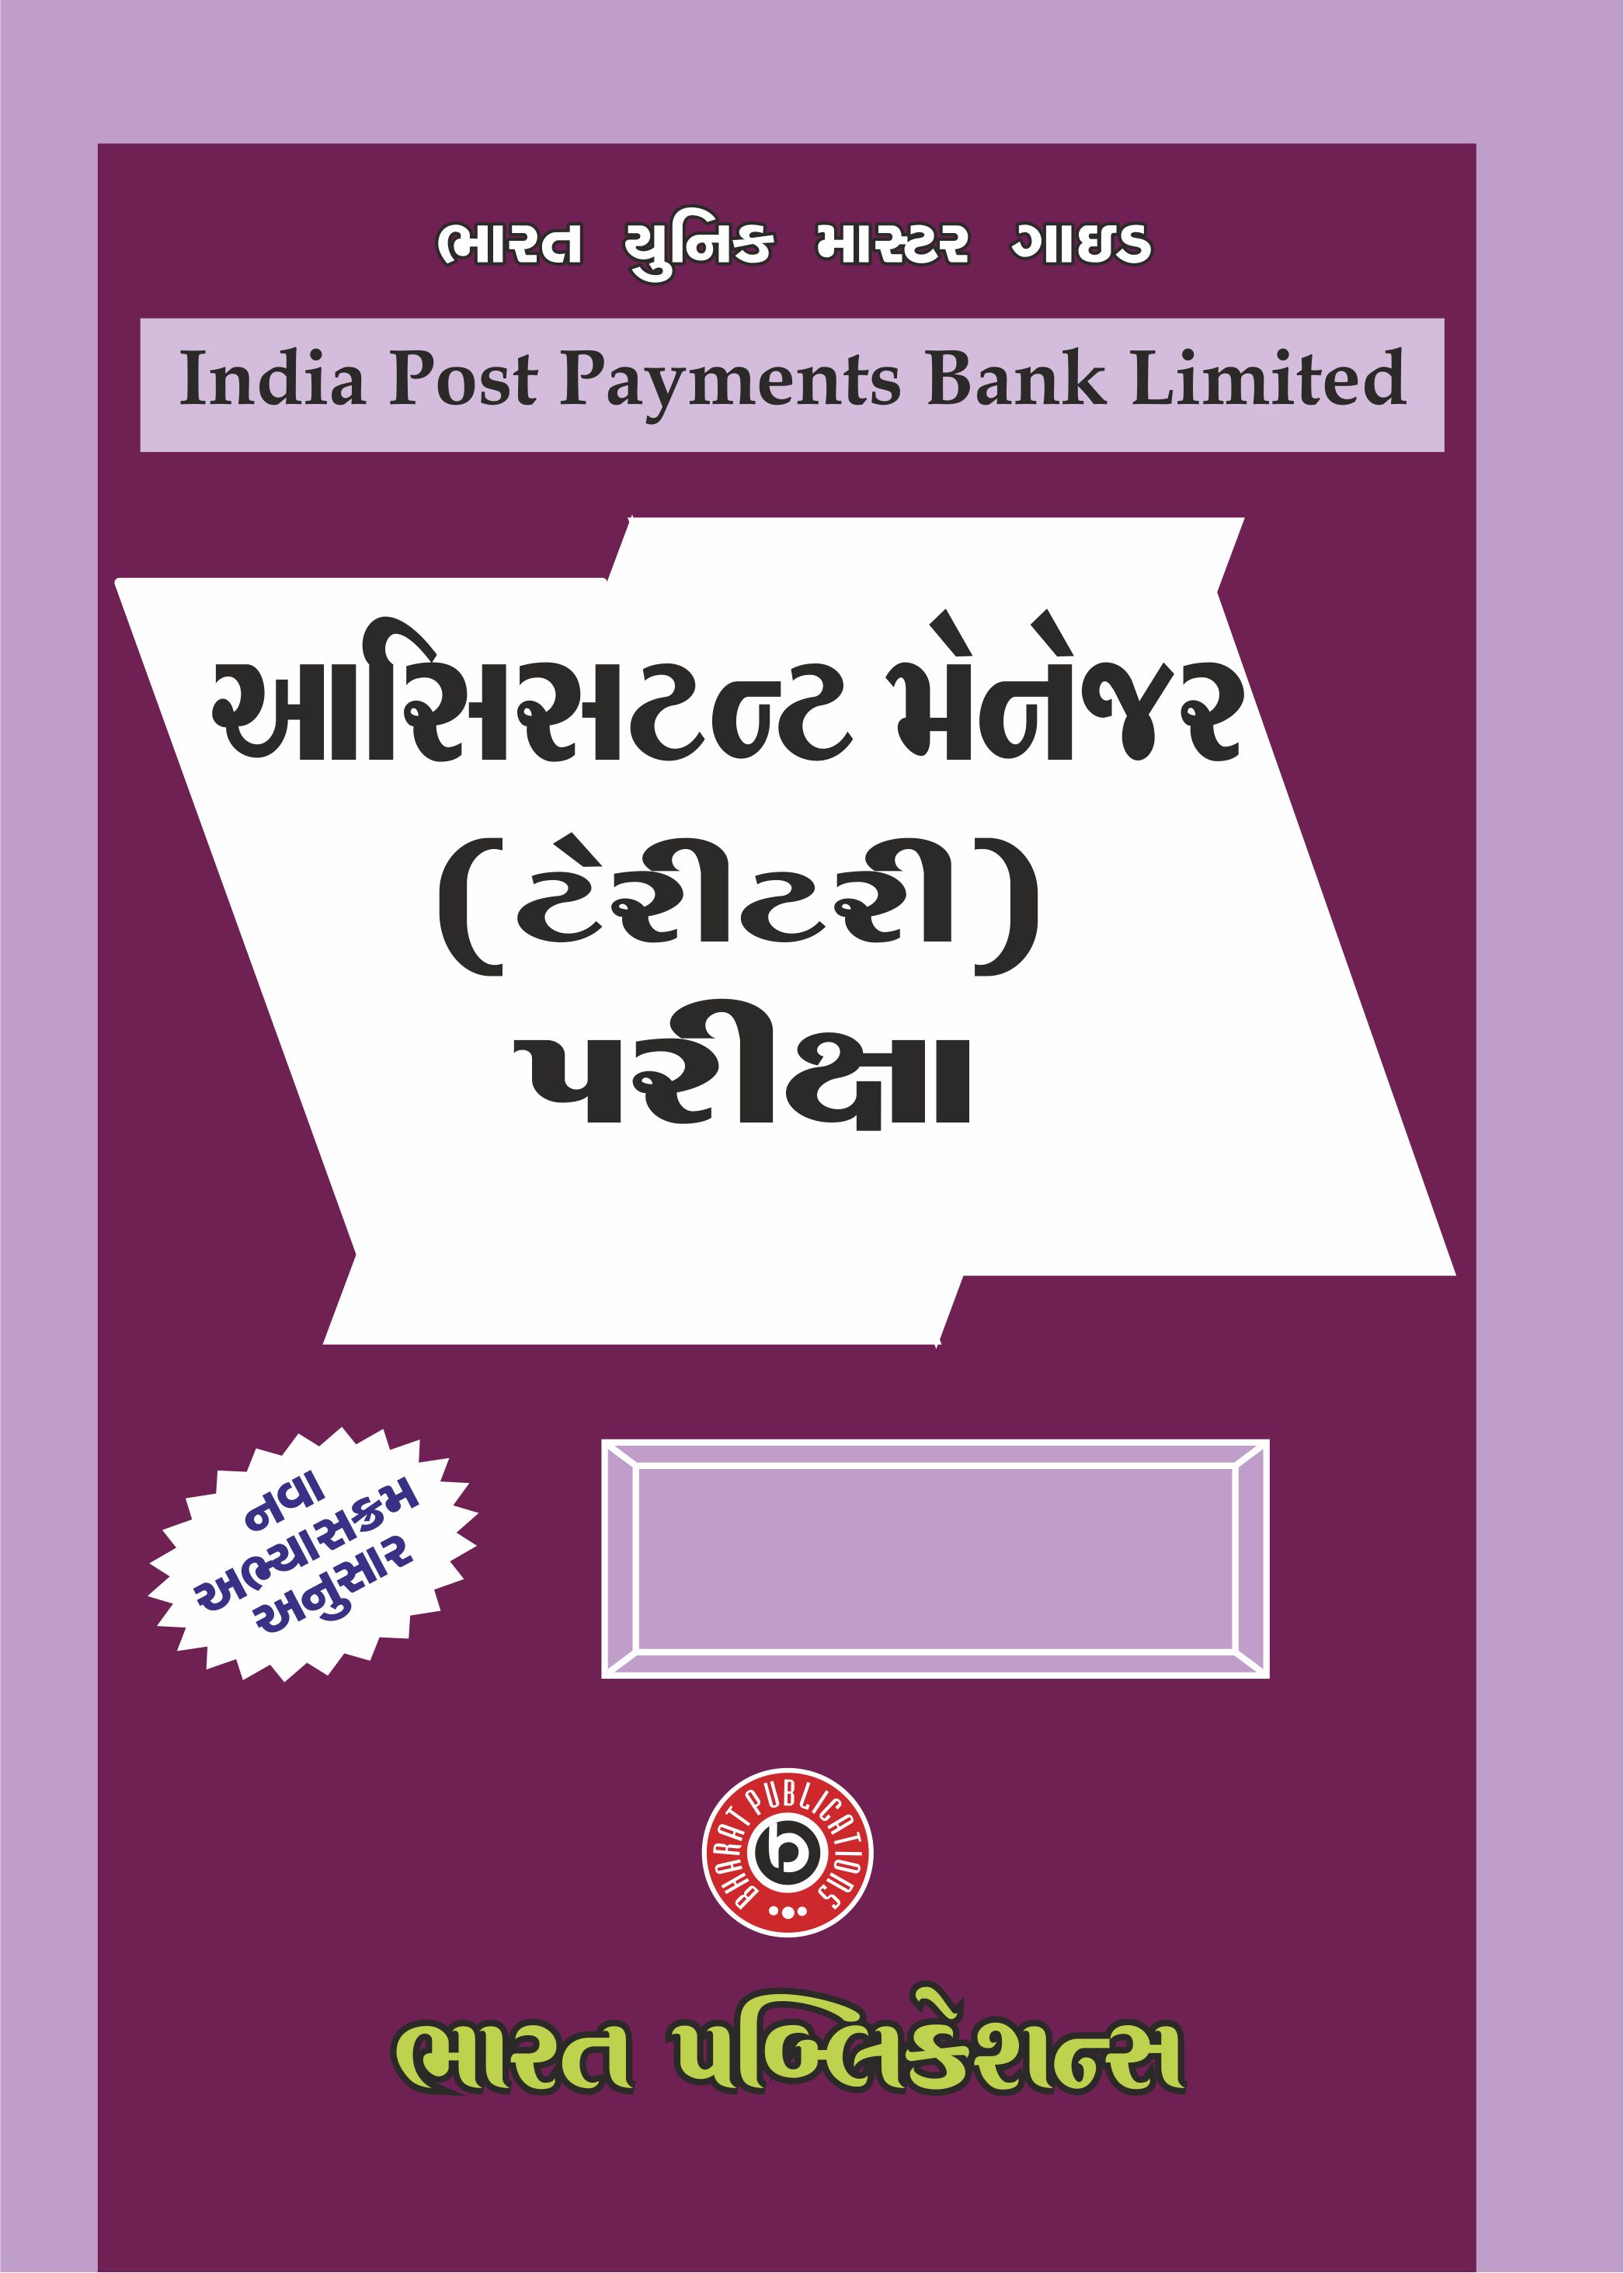 ભારત યુનિક માસ્ટર ગાઇડ
India Post Payments Bank Limited
આસિસટન્ટ મેનેજર
(ટેરીટરી)
પરીક્ષા
નવા
અભ્યાસક્રમ
અનુસાર
BHARAT PUBLICATIONS
bp
ભારત પબ્લિકેશન્સ